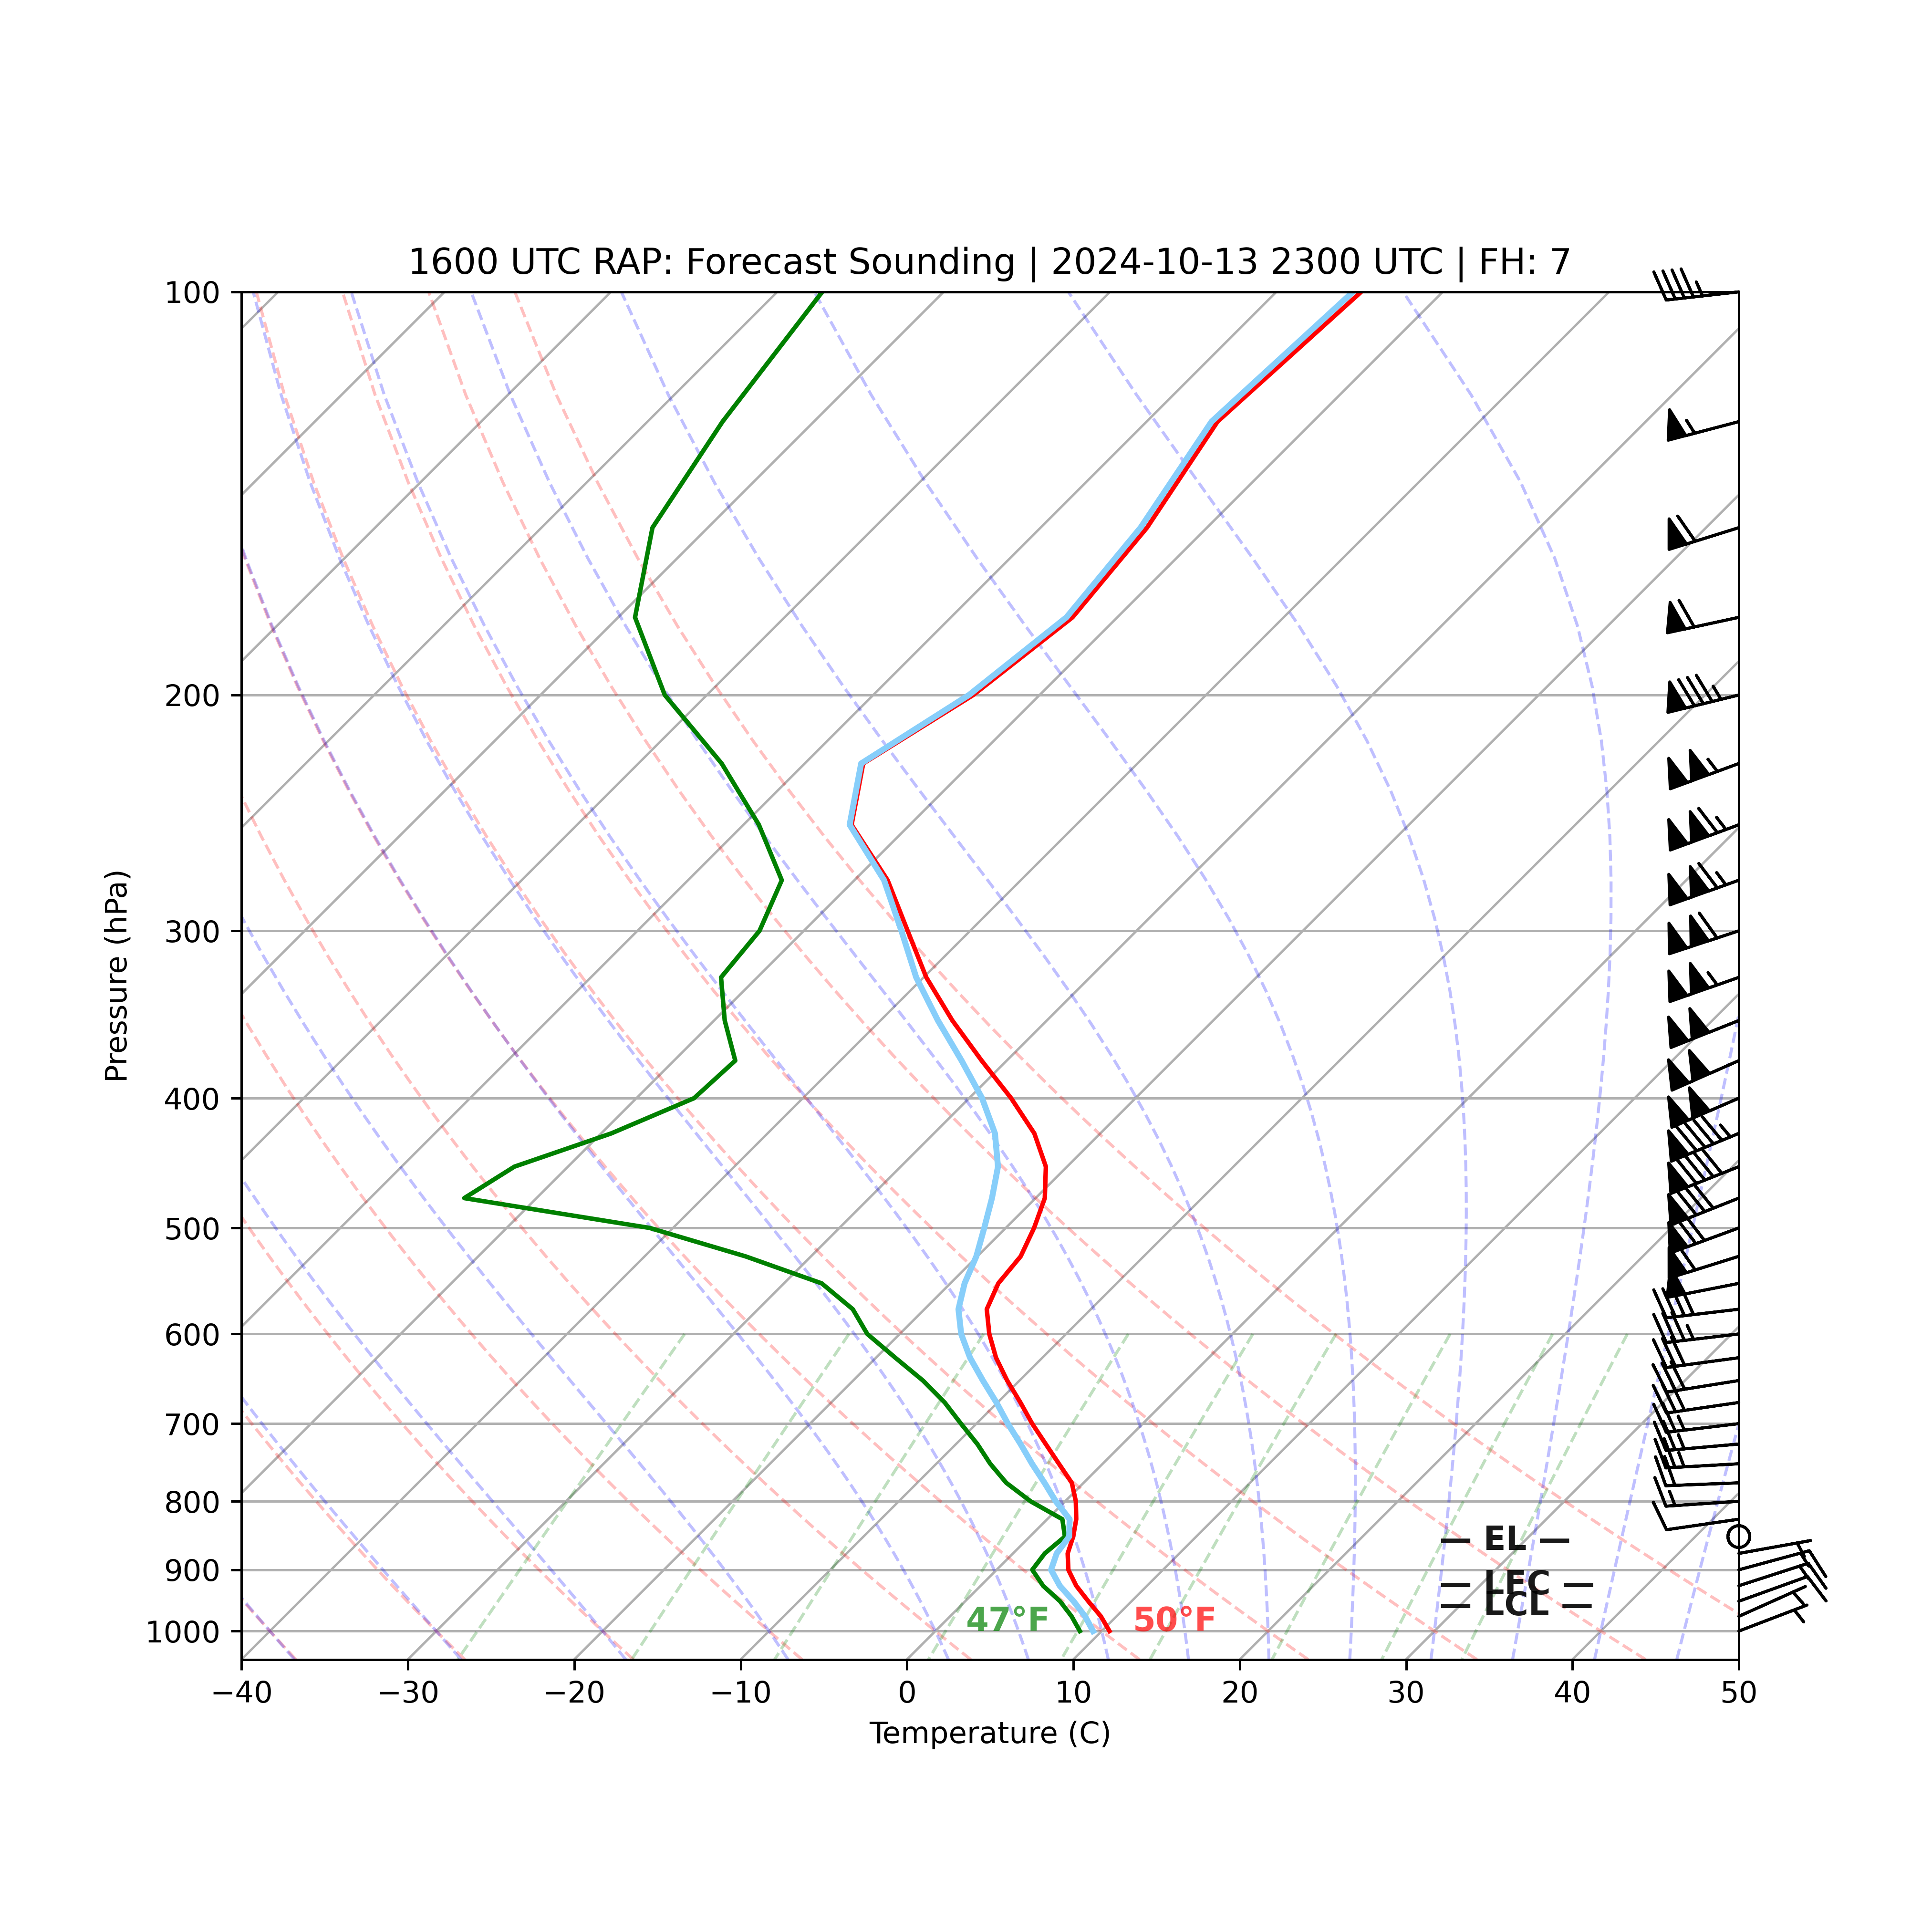 1600 UTC RAP: Forecast Sounding | 2024-10-13 2300 UTC | FH: 7
100
200
300
400
500
600
700
800
900
1000
Pressure (hPa)
— EL —
— LFC —
— LCL —
47°F
50°F
−40 −30 −20 −10 0 10 20 30 40 50
Temperature (C)